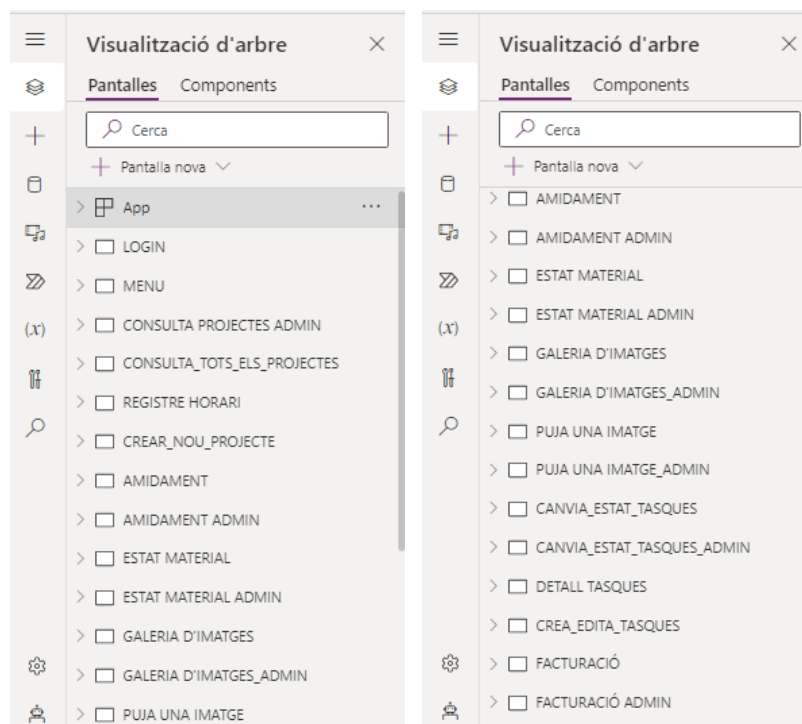 Visualització d'arbre
Pantalles Components
Cerca
Pantalla nova
App
LOGIN
MENU
CONSULTA PROJECTES ADMIN
CONSULTA_TOTS_ELS_PROJECTES
REGISTRE HORARI
CREAR_NOU_PROJECTE
AMIDAMENT
AMIDAMENT ADMIN
ESTAT MATERIAL
ESTAT MATERIAL ADMIN
GALERIA D'IMATGES
GALERIA D'IMATGES_ADMIN
PUJA UNA IMATGE
(x)
Visualització d'arbre
Pantalles Components
Cerca
Pantalla nova
AMIDAMENT
AMIDAMENT ADMIN
ESTAT MATERIAL
ESTAT MATERIAL ADMIN
GALERIA D'IMATGES
GALERIA D'IMATGES_ADMIN
PUJA UNA IMATGE
PUJA UNA IMATGE_ADMIN
CANVIA_ESTAT_TASQUES
CANVIA_ESTAT_TASQUES_ADMIN
DETALL TASQUES
CREA_EDITA_TASQUES
FACTURACIÓ
FACTURACIÓ ADMIN
(x)